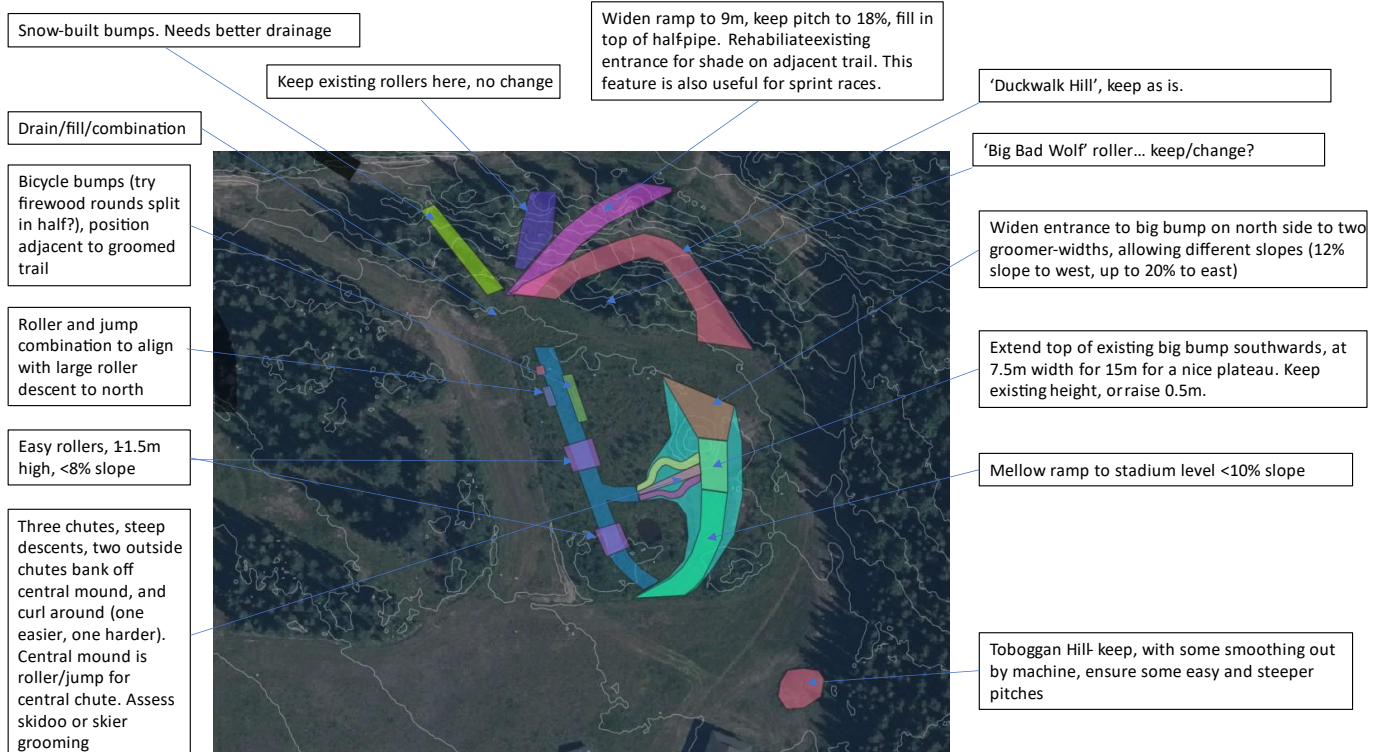 Snow-built bumps. Needs better drainage
Keep existing rollers here, no change
Drain/fill/combination
Bicycle bumps (try
firewood rounds split
in half?), position
adjacent to groomed
trail
Roller and jump
combination to align
with large roller
descent to north
Easy rollers, 1-1.5m
high, <8% slope
Three chutes, steep
descents, two outside
chutes bank off
central mound, and
curl around (one
easier, one harder).
Central mound is
roller/jump for
central chute. Assess
skidoo or skier
grooming
Widen ramp to 9m, keep pitch to 18%, fill in
top of half-pipe. Rehabiliateexisting
entrance for shade on adjacent trail. This
feature is also useful for sprint races.
‘Duckwalk Hill’, keep as is.
‘Big Bad Wolf’ roller... keep/change?
Widen entrance to big bump on north side to two
groomer-widths, allowing different slopes (12%
slope to west, up to 20% to east)
Extend top of existing big bump southwards, at
7.5m width for 15m for a nice plateau. Keep
existing height, or raise 0.5m.
Mellow ramp to stadium level <10% slope
Toboggan Hill- keep, with some smoothing out
by machine, ensure some easy and steeper
pitches